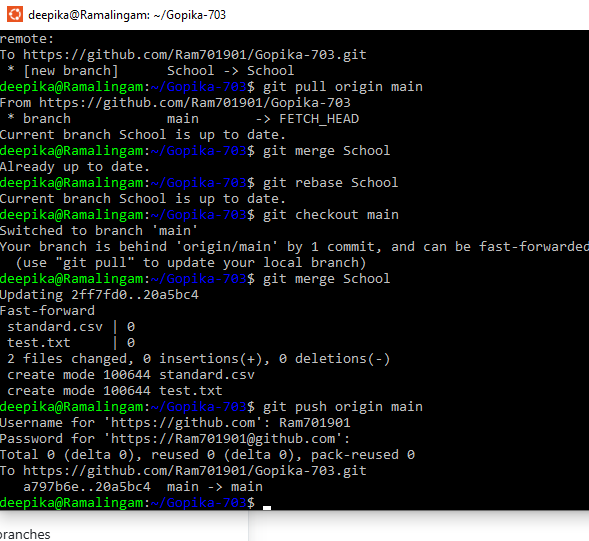 deepika@Ramalingam: ~/Gopika-703
remote:
To https://github.com/Ram701901/Gopika-703.git
 * [new branch]      School -> School
deepika@Ramalingam:~/Gopika-703$ git pull origin main
From https://github.com/Ram701901/Gopika-703
 * branch            main       -> FETCH_HEAD
Current branch School is up to date.
deepika@Ramalingam:~/Gopika-703$ git merge School
Already up to date.
deepika@Ramalingam:~/Gopika-703$ git rebase School
Current branch School is up to date.
deepika@Ramalingam:~/Gopika-703$ git checkout main
Switched to branch 'main'
Your branch is behind 'origin/main' by 1 commit, and can be fast-forwarded
  (use "git pull" to update your local branch)
deepika@Ramalingam:~/Gopika-703$ git merge School
Updating 2ff7fd0..20a5bc4
Fast-forward
 standard.csv | 0
 test.txt     | 0
 2 files changed, 0 insertions(+), 0 deletions(-)
 create mode 100644 standard.csv
 create mode 100644 test.txt
deepika@Ramalingam:~/Gopika-703$ git push origin main
Username for 'https://github.com': Ram701901
Password for 'https://Ram701901@github.com':
Total 0 (delta 0), reused 0 (delta 0), pack-reused 0
To https://github.com/Ram701901/Gopika-703.git
   a797b6e..20a5bc4  main -> main
deepika@Ramalingam:~/Gopika-703$
branches